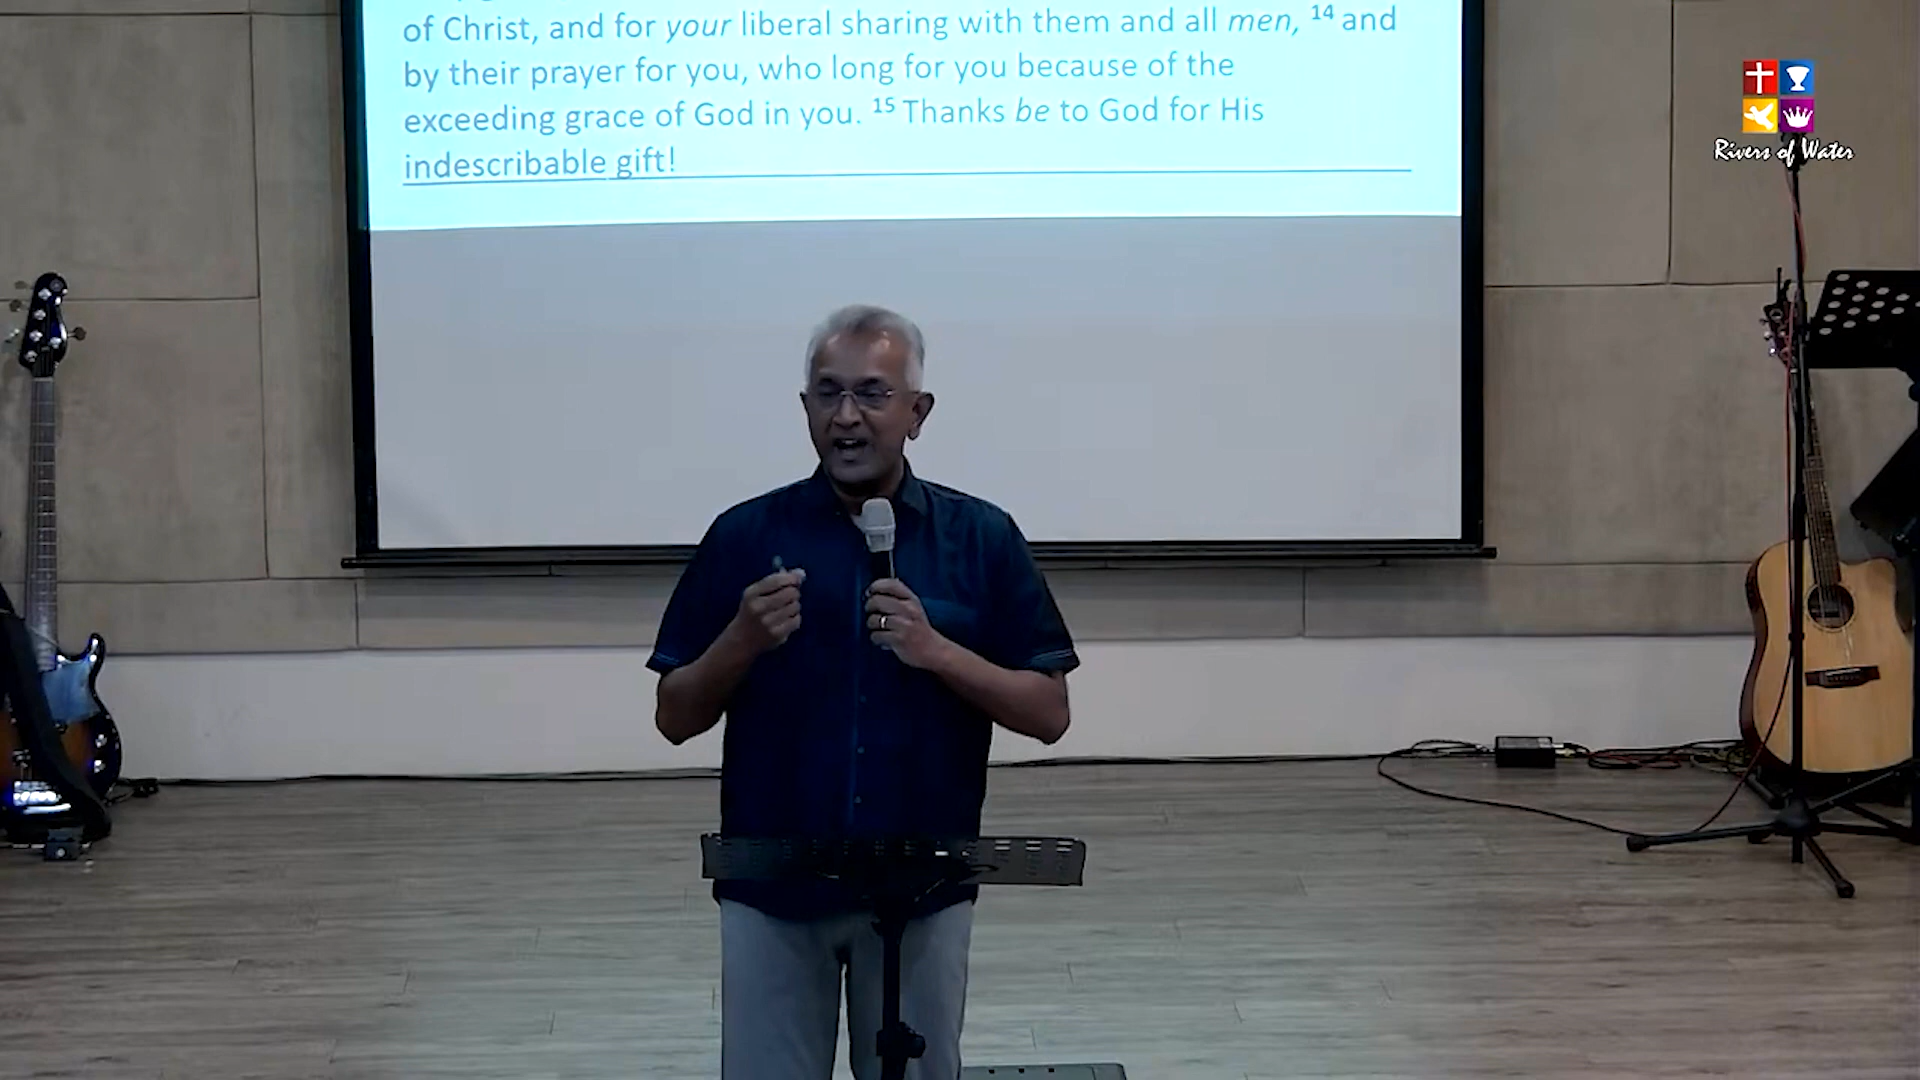 of Christ, and for your liberal sharing with them and all men, 14 and
by their prayer for you, who long for you because of the
exceeding grace of God in you. 15 Thanks be to God for His
indescribable gift!
Rivers of Water